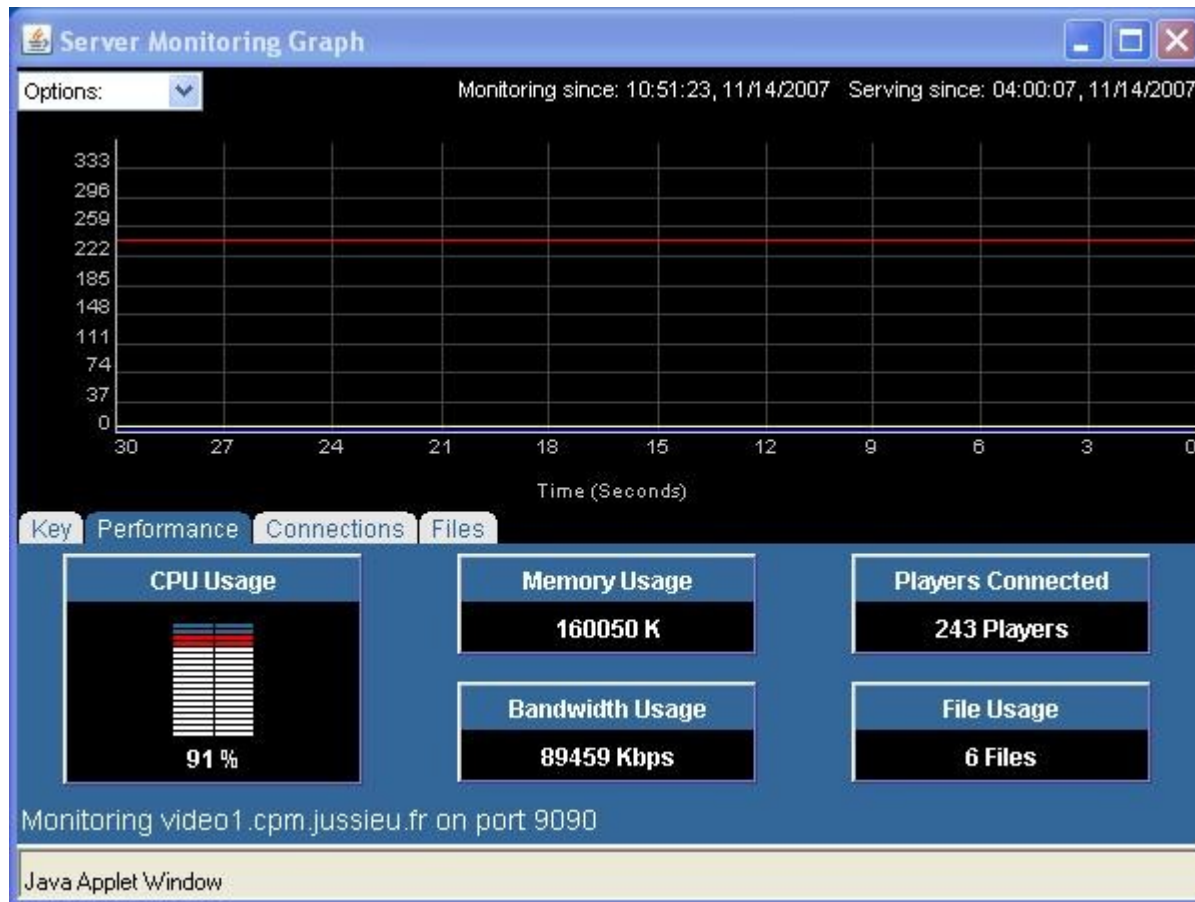 Server Monitoring Graph
Options:
Monitoring since: 10:51:23, 11/14/2007 Serving since: 04:00:07, 11/14/2007
333
296
259
222
185
148
111
74
37
0
30 27 24 21 18 15 12 9 6 3 0
Time (Seconds)
Key Performance Connections Files
CPU Usage
91 %
Memory Usage
160050 K
Players Connected
243 Players
Bandwidth Usage
89459 Kbps
File Usage
6 Files
Monitoring video1.cpm.jussieu.fr on port 9090
Java Applet Window